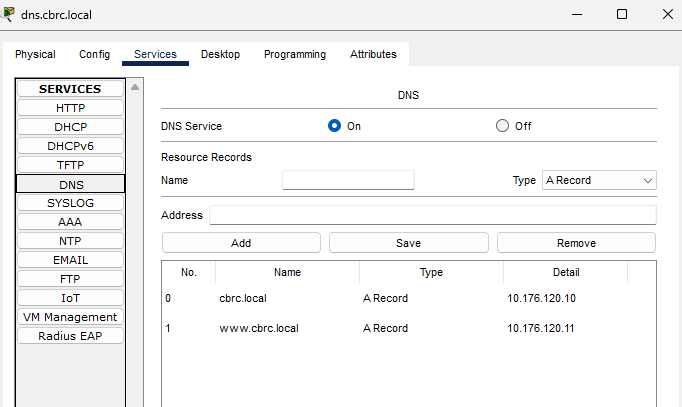 dns.cbrc.local
Physical Config Services Desktop Programming Attributes
SERVICES
HTTP
DHCP
DHCPv6
TFTP
DNS
SYSLOG
AAA
NTP
EMAIL
FTP
IoT
VM Management
Radius EAP
DNS
DNS Service On Off
Resource Records
Name Type A Record
Address
Add Save Remove
No. Name Type Detail
0 cbrc.local A Record 10.176.120.10
1 www.cbrc.local A Record 10.176.120.11